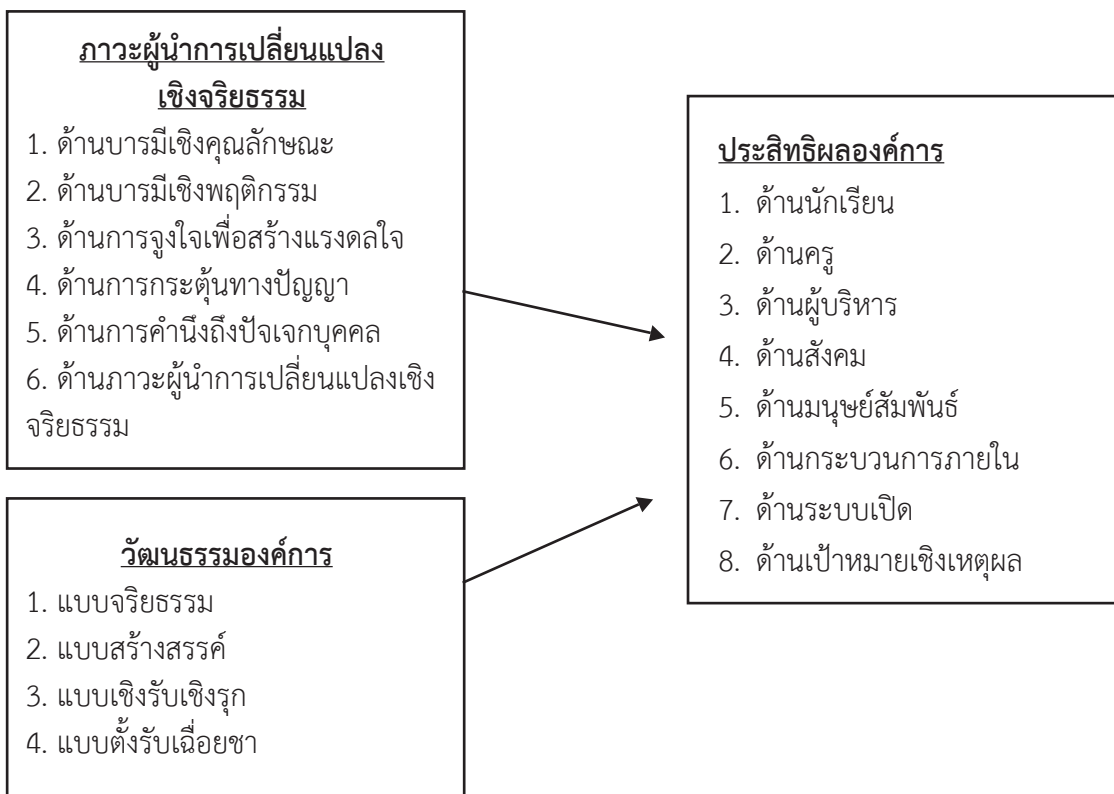 ภาวะผู้นำการเปลี่ยนแปลง
เชิงจริยธรรม
1. ด้านบารมีเชิงคุณลักษณะ
2. ด้านบารมีเชิงพฤติกรรม
3. ด้านการจูงใจเพื่อสร้างแรงดลใจ
4. ด้านการกระตุ้นทางปัญญา
5. ด้านการคำนึงถึงปัจเจกบุคคล
6. ด้านภาวะผู้นำการเปลี่ยนแปลงเชิง
จริยธรรม
วัฒนธรรมองค์การ
1. แบบจริยธรรม
2. แบบสร้างสรรค์
3. แบบเชิงรับเชิงรุก
4. แบบตั้งรับเฉื่อยชา
ประสิทธิผลองค์การ
1. ด้านนักเรียน
2. ด้านครู
3. ด้านผู้บริหาร
4. ด้านสังคม
5. ด้านมนุษย์สัมพันธ์
6. ด้านกระบวนการภายใน
7. ด้านระบบเปิด
8. ด้านเป้าหมายเชิงเหตุผล